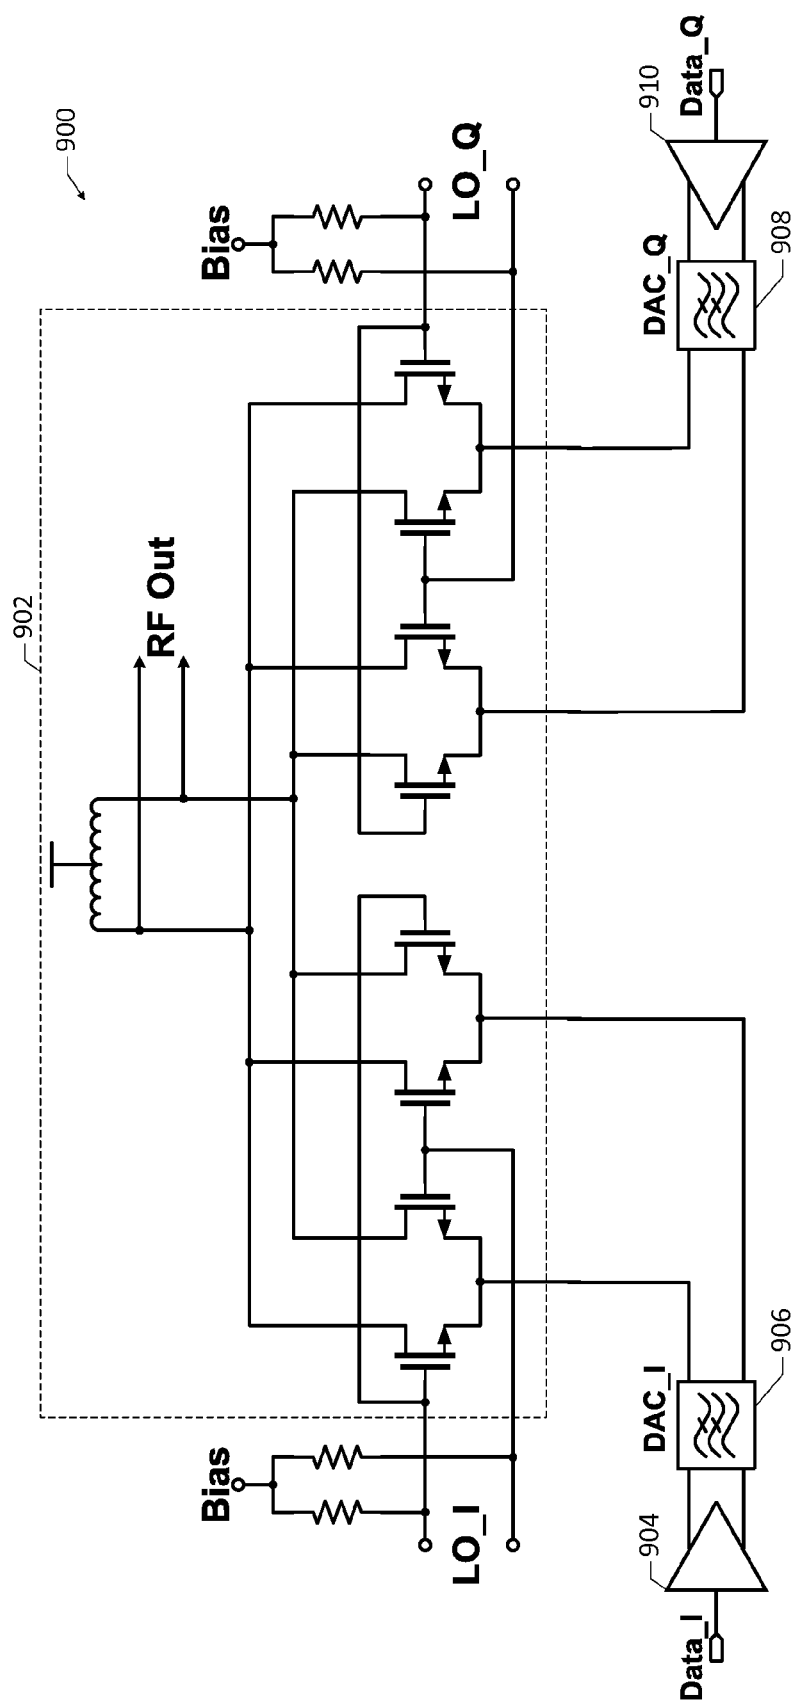 900
902
RF Out
Bias
Bias
LO_I
LO_Q
DAC_I
DAC_Q
904
906
908
910
Data_I
Data_Q